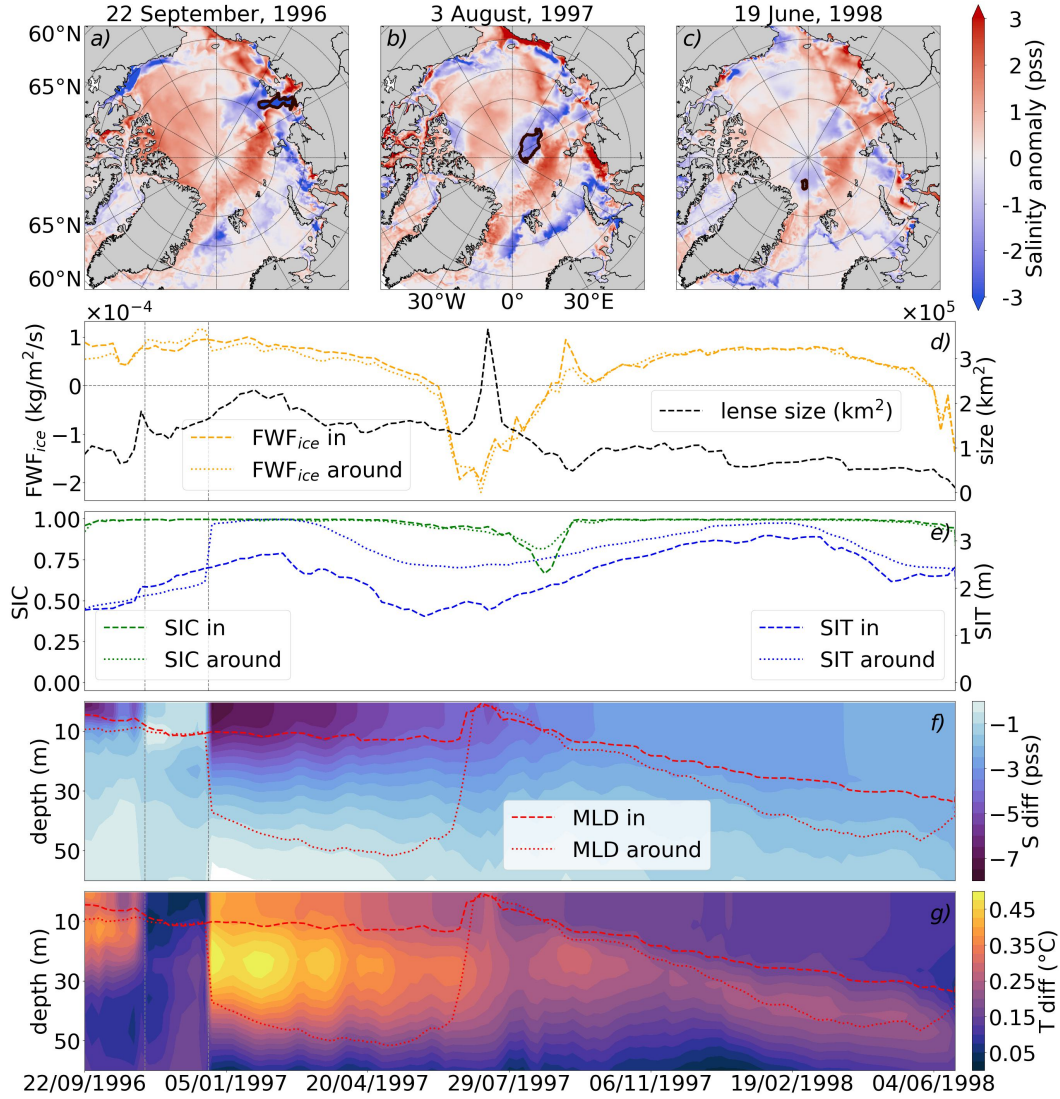 22 September, 1996
3 August, 1997
19 June, 1998
60°N
65°N
65°N
60°N
a)
b)
c)
30°W
0°
30°E
3
2
1
0
-1
-2
-3
Salinity anomaly (pss)
×10⁻⁴
×10⁵
1
0
−1
−2
FWF_ice (kg/m²/s)
d)
FWF_ice in
FWF_ice around
lense size (km²)
3
2
1
0
size (km²)
1.00
0.75
0.50
0.25
0.00
SIC
e)
SIC in
SIC around
SIT in
SIT around
3
2
1
0
SIT (m)
10
30
50
depth (m)
f)
MLD in
MLD around
−1
−3
−5
−7
S diff (pss)
10
30
50
depth (m)
g)
0.45
0.35
0.25
0.15
0.05
T diff (°C)
22/09/1996
5/01/1997
20/04/1997
29/07/1997
06/11/1997
19/02/1998
04/06/1998